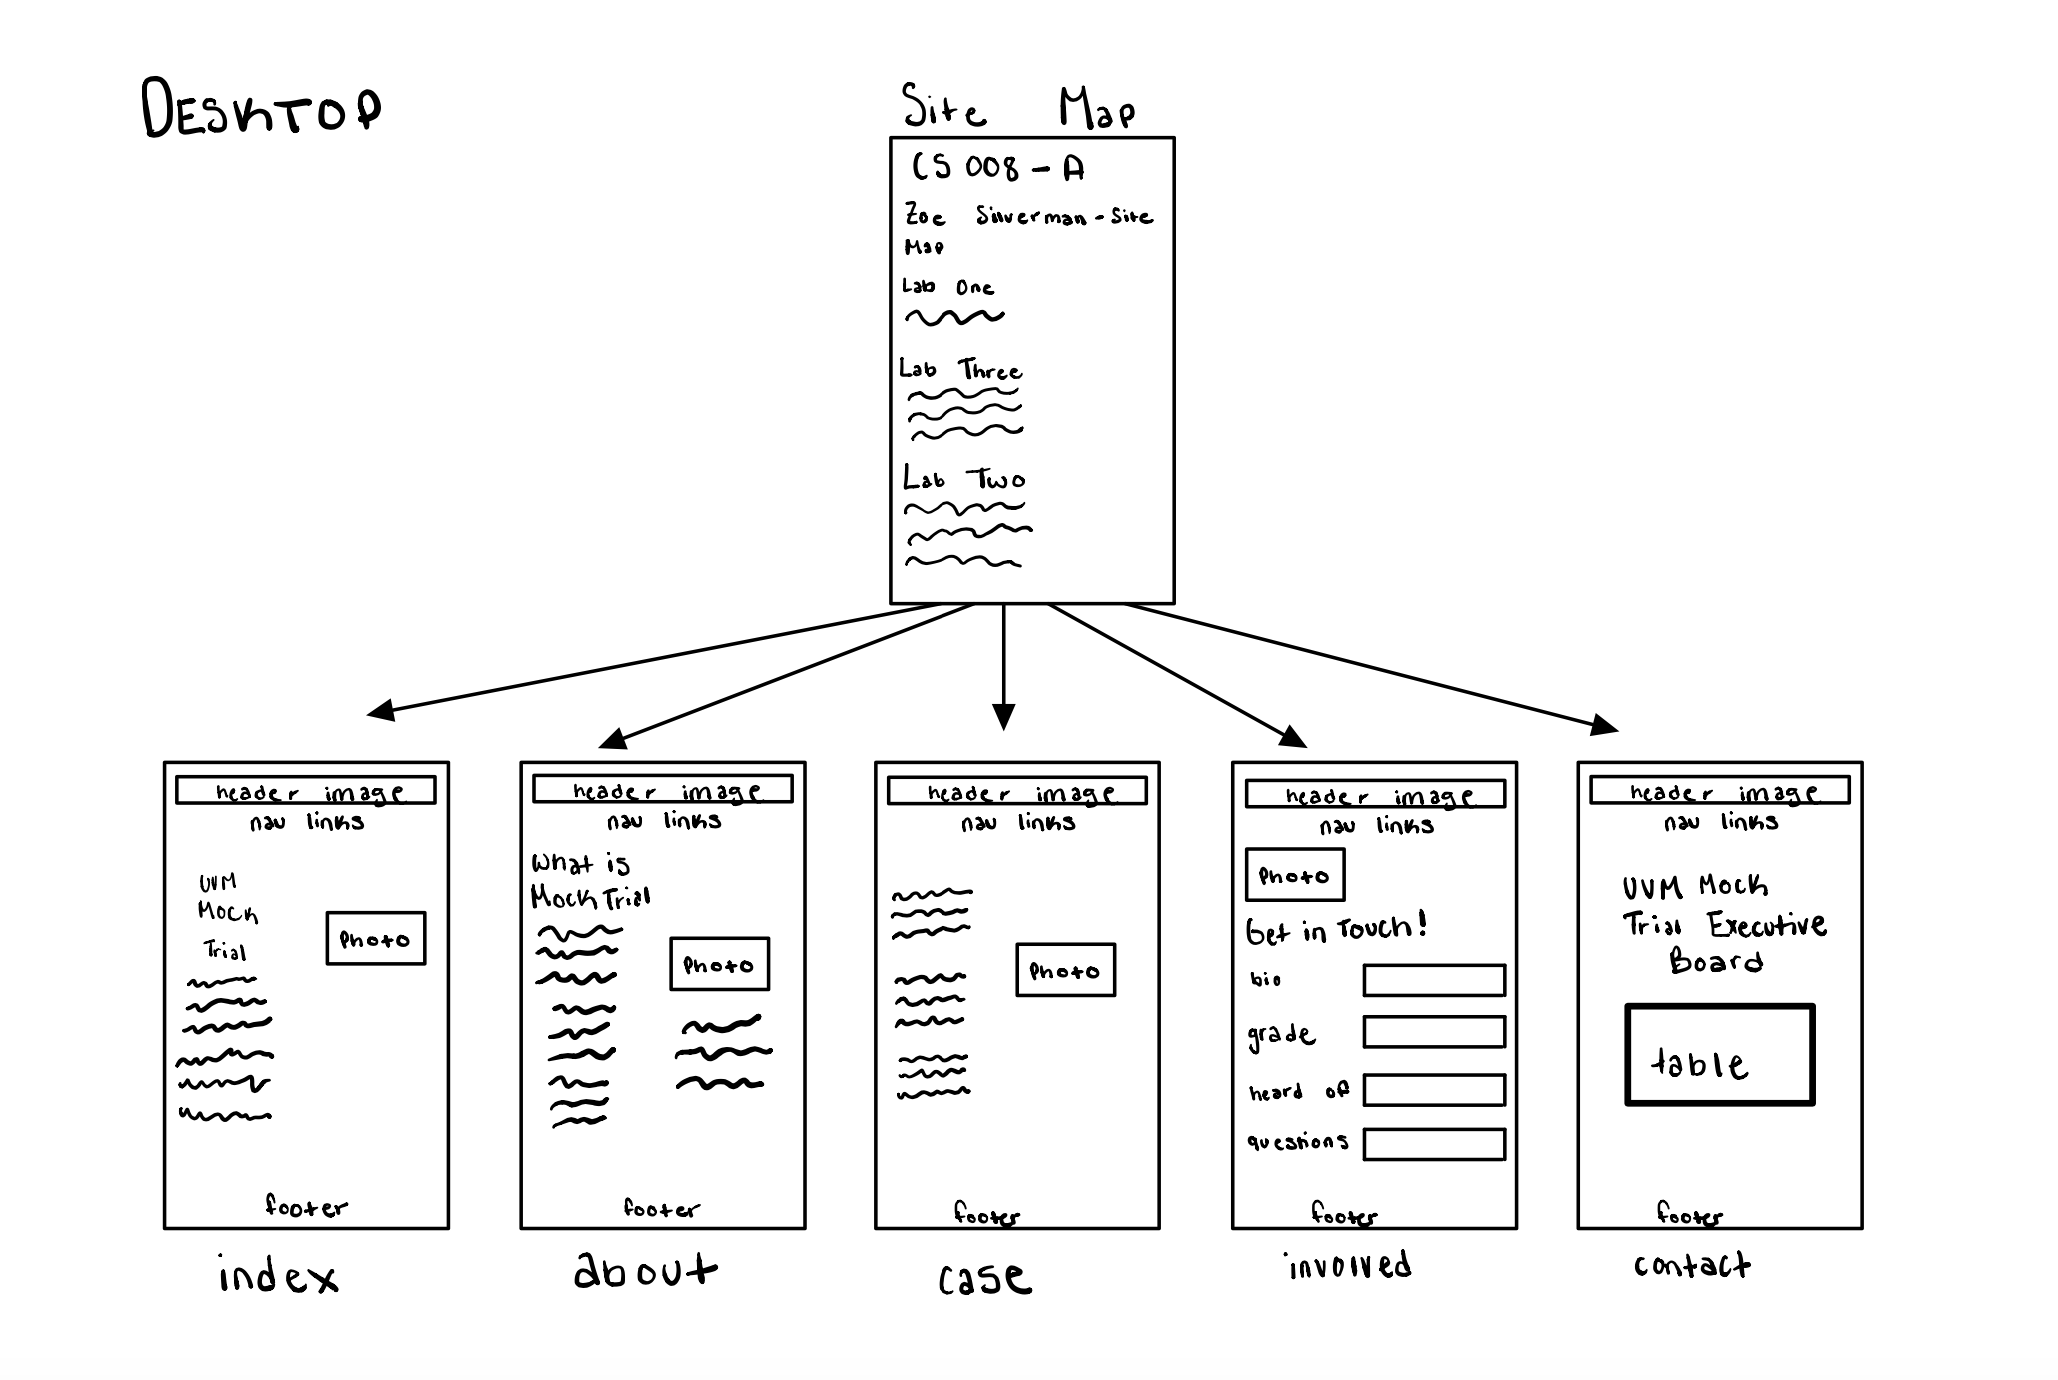 DESKTOP
Site Map
CS 008 - A
Zoe Silverman - Site
Map
Lab One
Lab Three
Lab Two
header image
nav links
UVM
Mock
Trial
Photo
footer
index
header image
nav links
What is
Mock Trial
Photo
footer
about
header image
nav links
Photo
footer
case
header image
nav links
Photo
Get in Touch!
bio
grade
heard of
questions
footer
involved
header image
nav links
UVM Mock
Trial Executive
Board
table
footer
contact